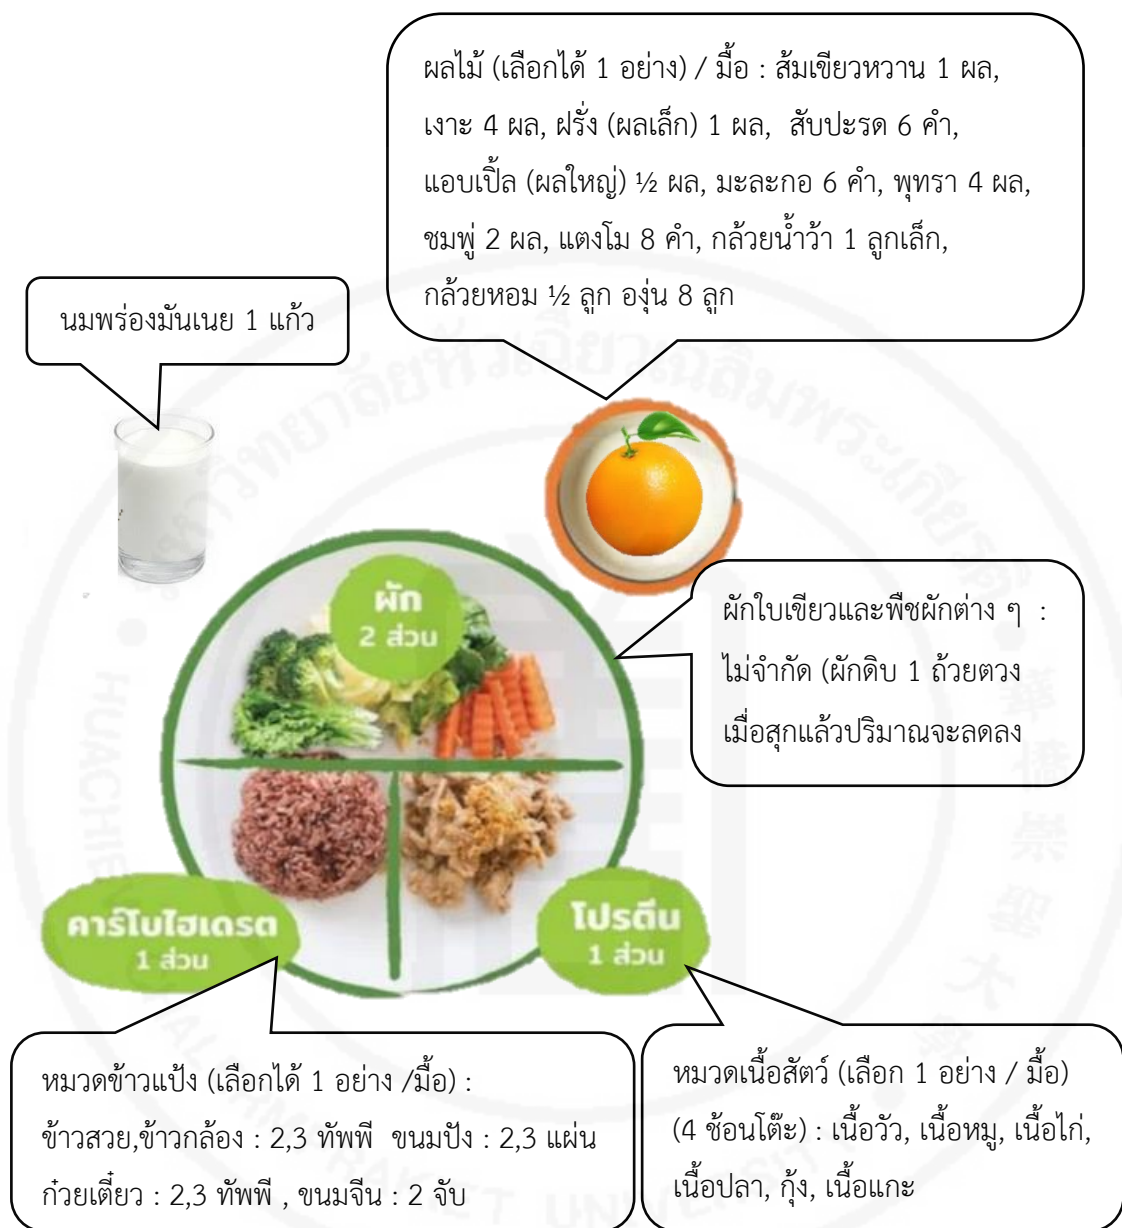 ผลไม้ (เลือกได้ 1 อย่าง) / มื้อ : ส้มเขียวหวาน 1 ผล,
เงาะ 4 ผล, ฝรั่ง (ผลเล็ก) 1 ผล, สับปะรด 6 คำ,
แอบเปิ้ล (ผลใหญ่) ½ ผล, มะละกอ 6 คำ, พุทรา 4 ผล,
ชมพู่ 2 ผล, แตงโม 8 คำ, กล้วยน้ำว้า 1 ลูกเล็ก,
กล้วยหอม ½ ลูก องุ่น 8 ลูก
นมพร่องมันเนย 1 แก้ว
ผัก
2 ส่วน
ผักใบเขียวและพืชผักต่าง ๆ :
ไม่จำกัด (ผักดิบ 1 ถ้วยตวง
เมื่อสุกแล้วปริมาณจะลดลง
คาร์โบไฮเดรต
1 ส่วน
โปรตีน
1 ส่วน
หมวดข้าวแป้ง (เลือกได้ 1 อย่าง /มื้อ) :
ข้าวสวย,ข้าวกล้อง : 2,3 ทัพพี ขนมปัง : 2,3 แผ่น
ก๋วยเตี๋ยว : 2,3 ทัพพี , ขนมจีน : 2 จับ
หมวดเนื้อสัตว์ (เลือก 1 อย่าง / มื้อ)
(4 ช้อนโต๊ะ) : เนื้อวัว, เนื้อหมู, เนื้อไก่,
เนื้อปลา, กุ้ง, เนื้อแกะ